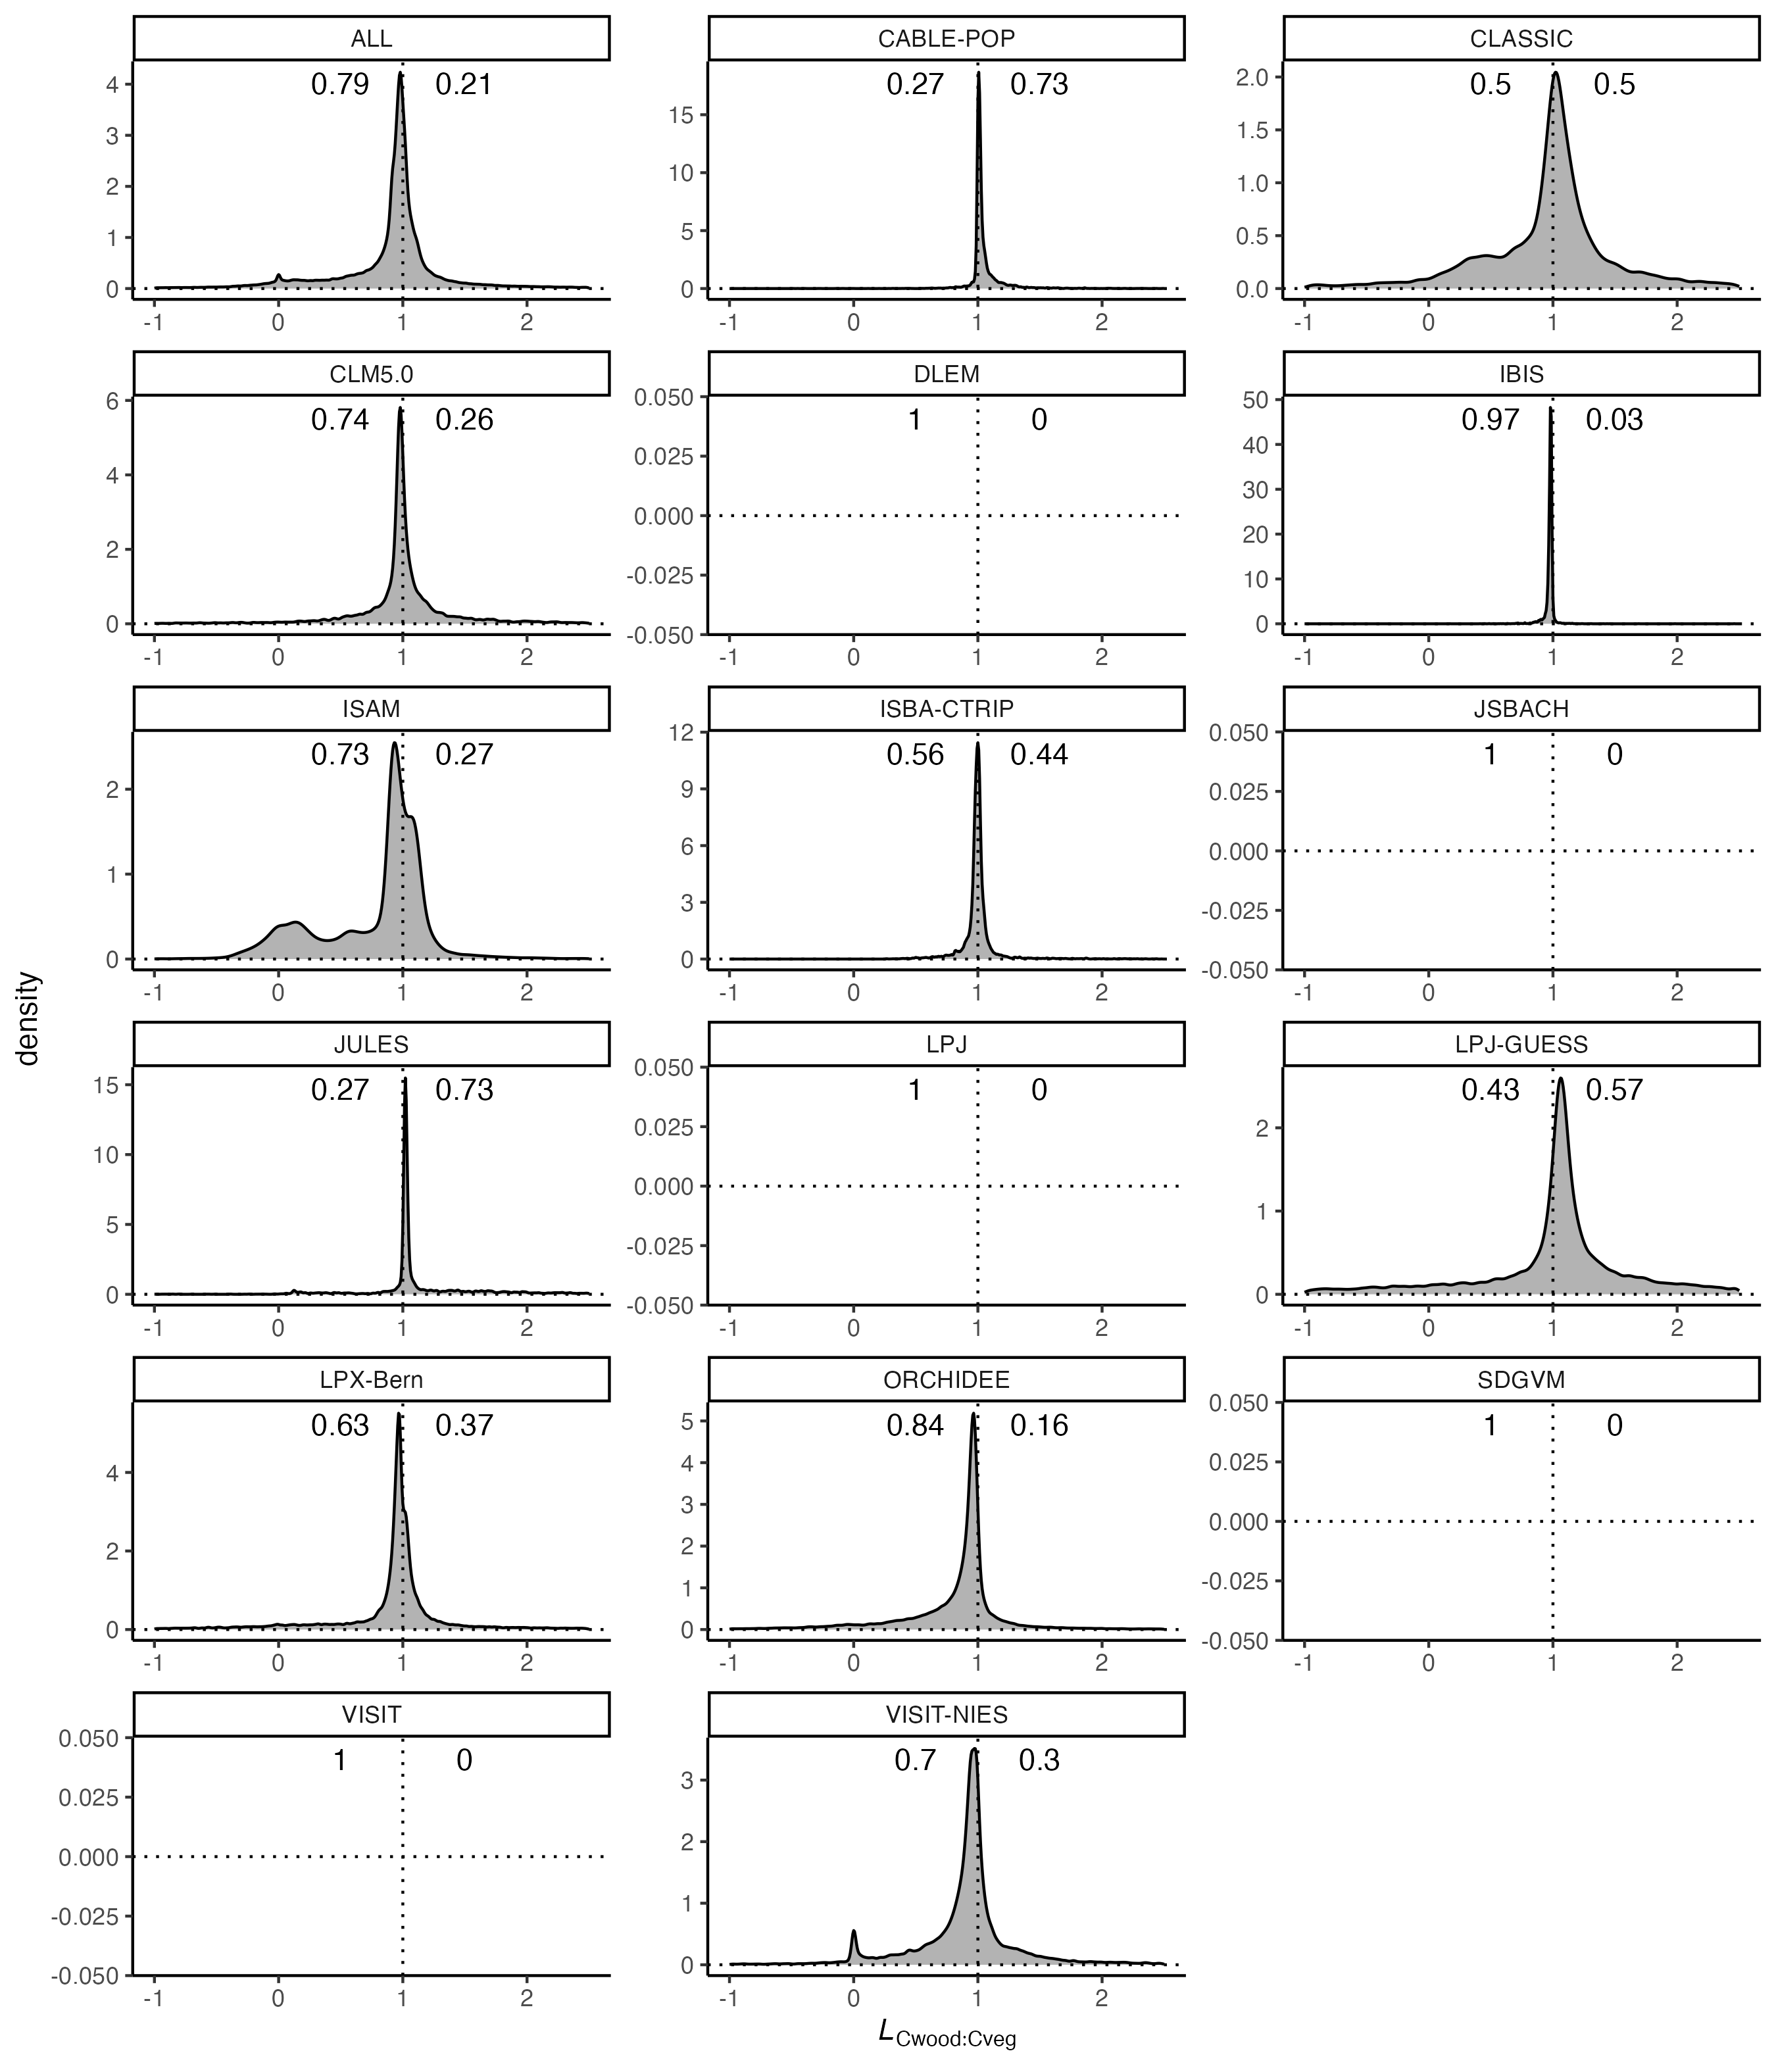 ALL CABLE-POP CLASSIC
0.79 0.21 0.27 0.73 0.5 0.5
4 3 2 1 0
15 10 5 0
2.0 1.5 1.0 0.5 0.0
-1 0 1 2 -1 0 1 2 -1 0 1 2
CLM5.0 DLEM IBIS
0.74 0.26 1 0 0.97 0.03
6 4 2 0
0.050 0.025 0.000 -0.025 -0.050
50 40 30 20 10 0
-1 0 1 2 -1 0 1 2 -1 0 1 2
ISAM ISBA-CTRIP JSBACH
0.73 0.27 0.56 0.44 1 0
2 1 0
12 9 6 3 0
0.050 0.025 0.000 -0.025 -0.050
-1 0 1 2 -1 0 1 2 -1 0 1 2
density
JULES LPJ LPJ-GUESS
0.27 0.73 1 0 0.43 0.57
15 10 5 0
0.050 0.025 0.000 -0.025 -0.050
2 1 0
-1 0 1 2 -1 0 1 2 -1 0 1 2
LPX-Bern ORCHIDEE SDGVM
0.63 0.37 0.84 0.16 1 0
4 2 0
5 4 3 2 1 0
0.050 0.025 0.000 -0.025 -0.050
-1 0 1 2 -1 0 1 2 -1 0 1 2
VISIT VISIT-NIES
1 0 0.7 0.3
0.050 0.025 0.000 -0.025 -0.050
3 2 1 0
-1 0 1 2 -1 0 1 2
L Cwood:Cveg